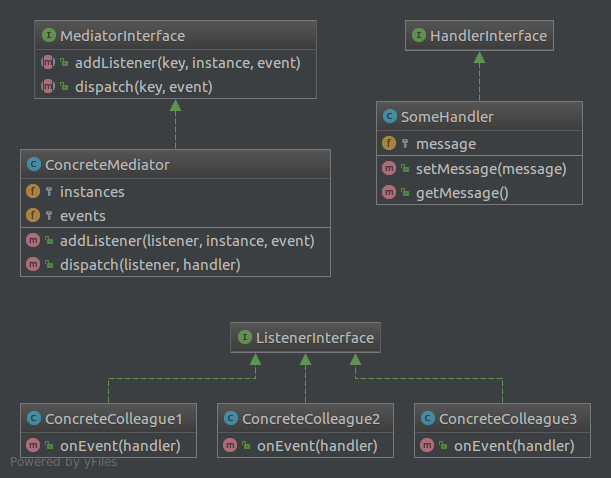 MediatorInterface
addListener(key, instance, event)
dispatch(key, event)
HandlerInterface
SomeHandler
message
setMessage(message)
getMessage()
ConcreteMediator
instances
events
addListener(listener, instance, event)
dispatch(listener, handler)
ListenerInterface
ConcreteColleague1
onEvent(handler)
ConcreteColleague2
onEvent(handler)
ConcreteColleague3
onEvent(handler)
Powered by yFiles